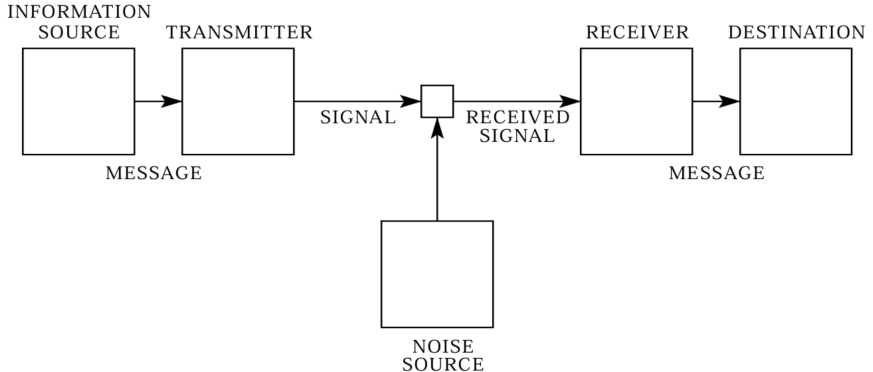 INFORMATION
SOURCE
TRANSMITTER
RECEIVER
DESTINATION
SIGNAL
RECEIVED
SIGNAL
MESSAGE
MESSAGE
NOISE
SOURCE